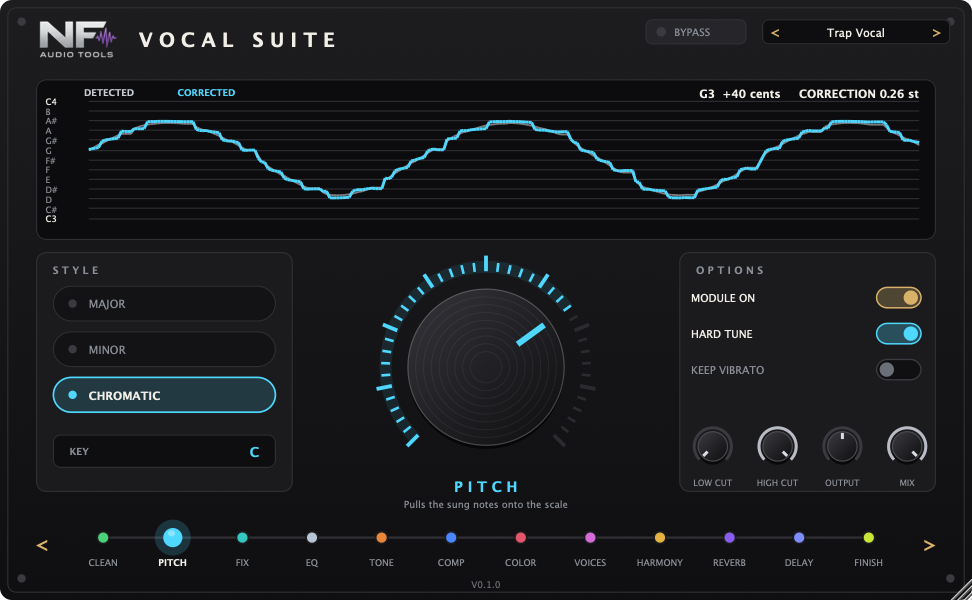 NF
AUDIO TOOLS
VOCAL SUITE
BYPASS
< Trap Vocal >
DETECTED CORRECTED G3 +40 cents CORRECTION 0.26 st
C4
B
A#
A
G#
G
F#
F
E
D#
D
C#
C3
STYLE
MAJOR
MINOR
CHROMATIC
KEY C
PITCH
Pulls the sung notes onto the scale
OPTIONS
MODULE ON
HARD TUNE
KEEP VIBRATO
LOW CUT HIGH CUT OUTPUT MIX
< >
CLEAN PITCH FIX EQ TONE COMP COLOR VOICES HARMONY REVERB DELAY FINISH
V0.1.0